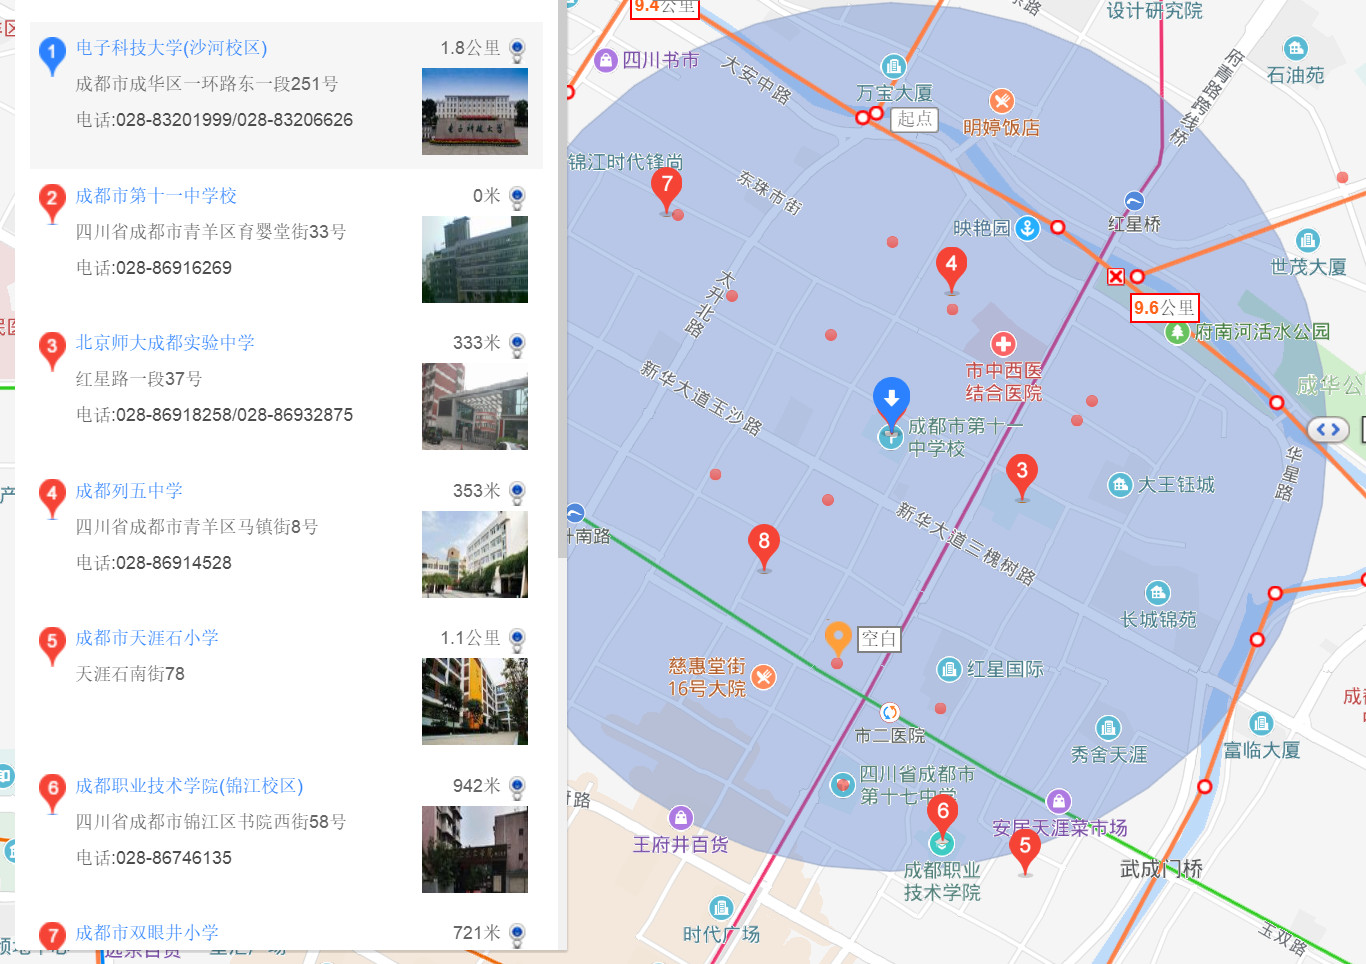 1
电子科技大学(沙河校区)
1.8公里
成都市成华区一环路东一段251号
电话:028-83201999/028-83206626
2
成都市第十一中学校
0米
四川省成都市青羊区育婴堂街33号
电话:028-86916269
3
北京师大成都实验中学
333米
红星路一段37号
电话:028-86918258/028-86932875
4
成都列五中学
353米
四川省成都市青羊区马镇街8号
电话:028-86914528
5
成都市天涯石小学
1.1公里
天涯石南街78
6
成都职业技术学院(锦江校区)
942米
四川省成都市锦江区书院西街58号
电话:028-86746135
7
成都市双眼井小学
721米
9.4公里
设计研究院
四川书市
大安中路
万宝大厦
起点
明婷饭店
府青路跨线桥
石油苑
锦江时代锋尚
7
东珠市街
映艳园
红星桥
世茂大厦
4
太升北路
9.6公里
府南河活水公园
市中西医
结合医院
新华大道玉沙路
成华公
成都市第十一
中学校
3
大王钰城
华星路
升南路
新华大道三槐树路
8
长城锦苑
空白
慈惠堂街
16号大院
红星国际
市二医院
秀舍天涯
富临大厦
四川省成都市
第十七中学
6
安居天涯菜市场
王府井百货
5
成都职业
技术学院
武成门桥
时代广场
玉双路